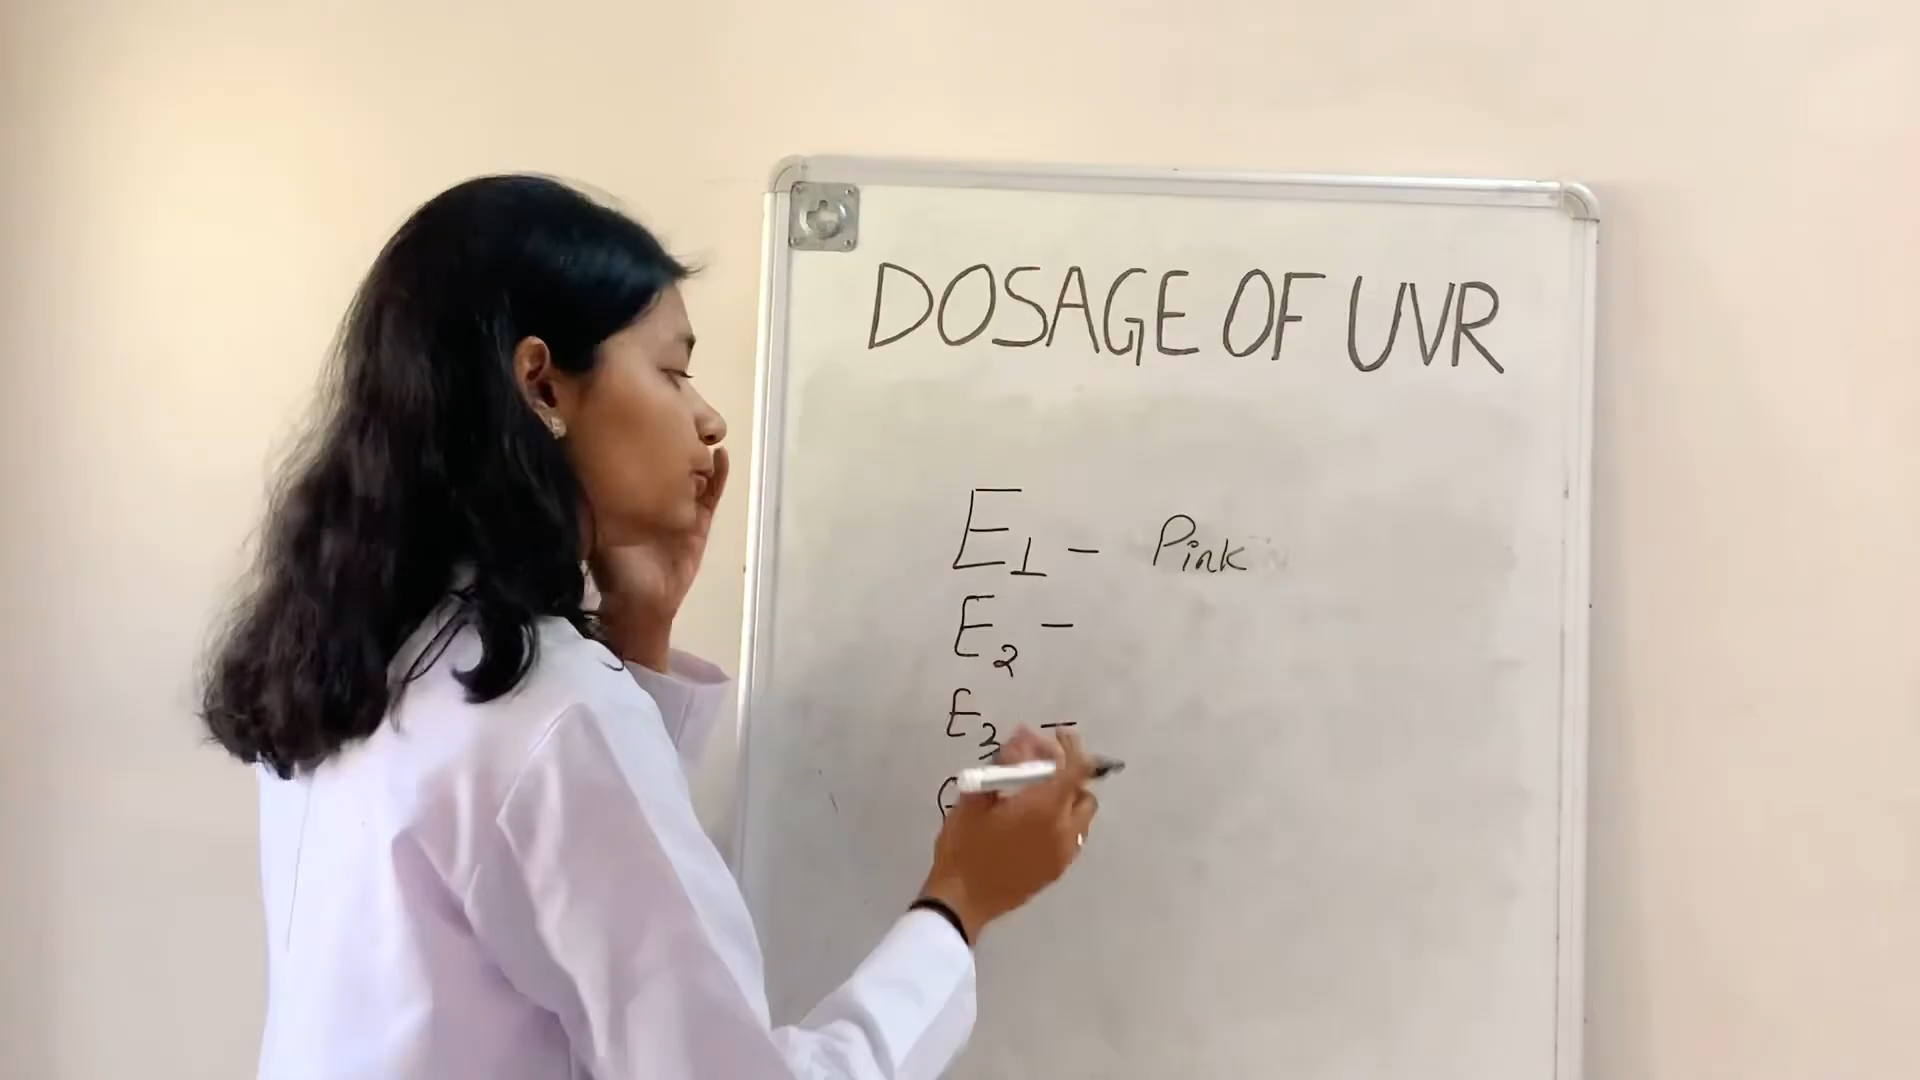 DOSAGE OF UVR
E1 - Pink
E2 -
E3 -